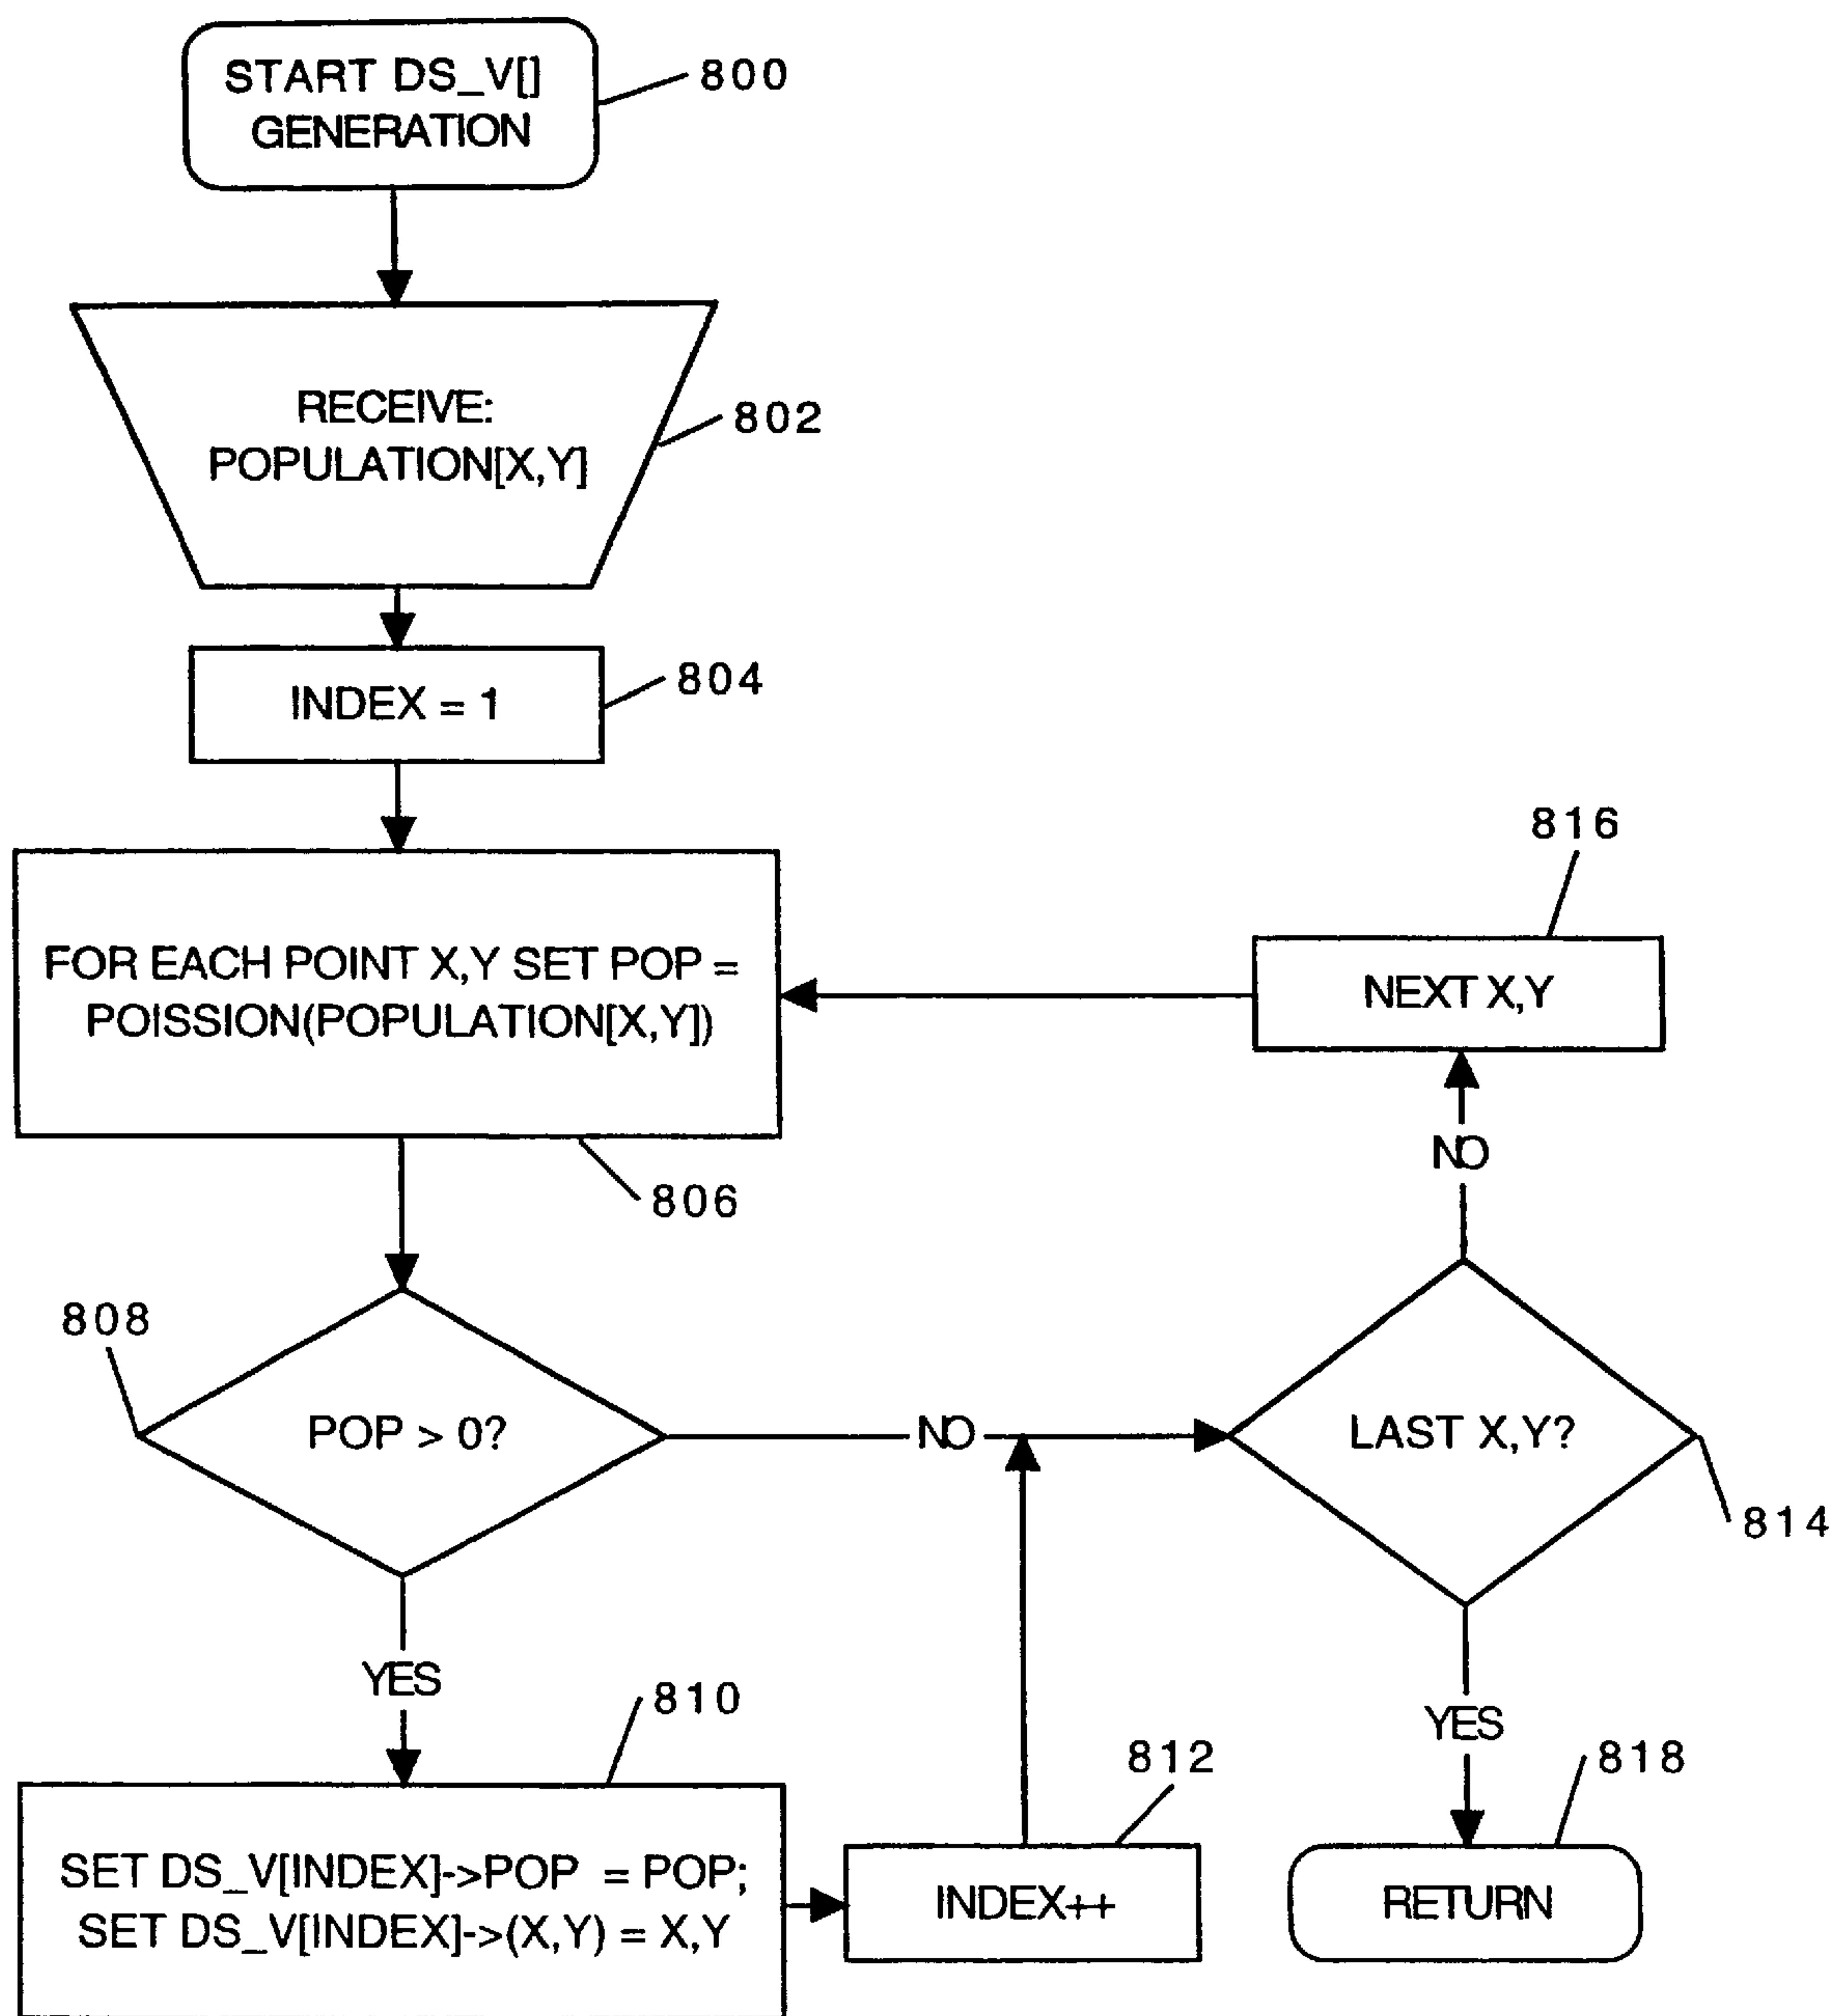 START DS_V[]
GENERATION
800
RECEIVE:
POPULATION[X,Y]
802
INDEX = 1
804
FOR EACH POINT X,Y SET POP =
POISSION(POPULATION[X,Y])
806
816
NEXT X,Y
NO
808
POP > 0?
NO
LAST X,Y?
814
YES
810
YES
812
818
SET DS_V[INDEX]->POP = POP;
SET DS_V[INDEX]->(X,Y) = X,Y
INDEX++
RETURN